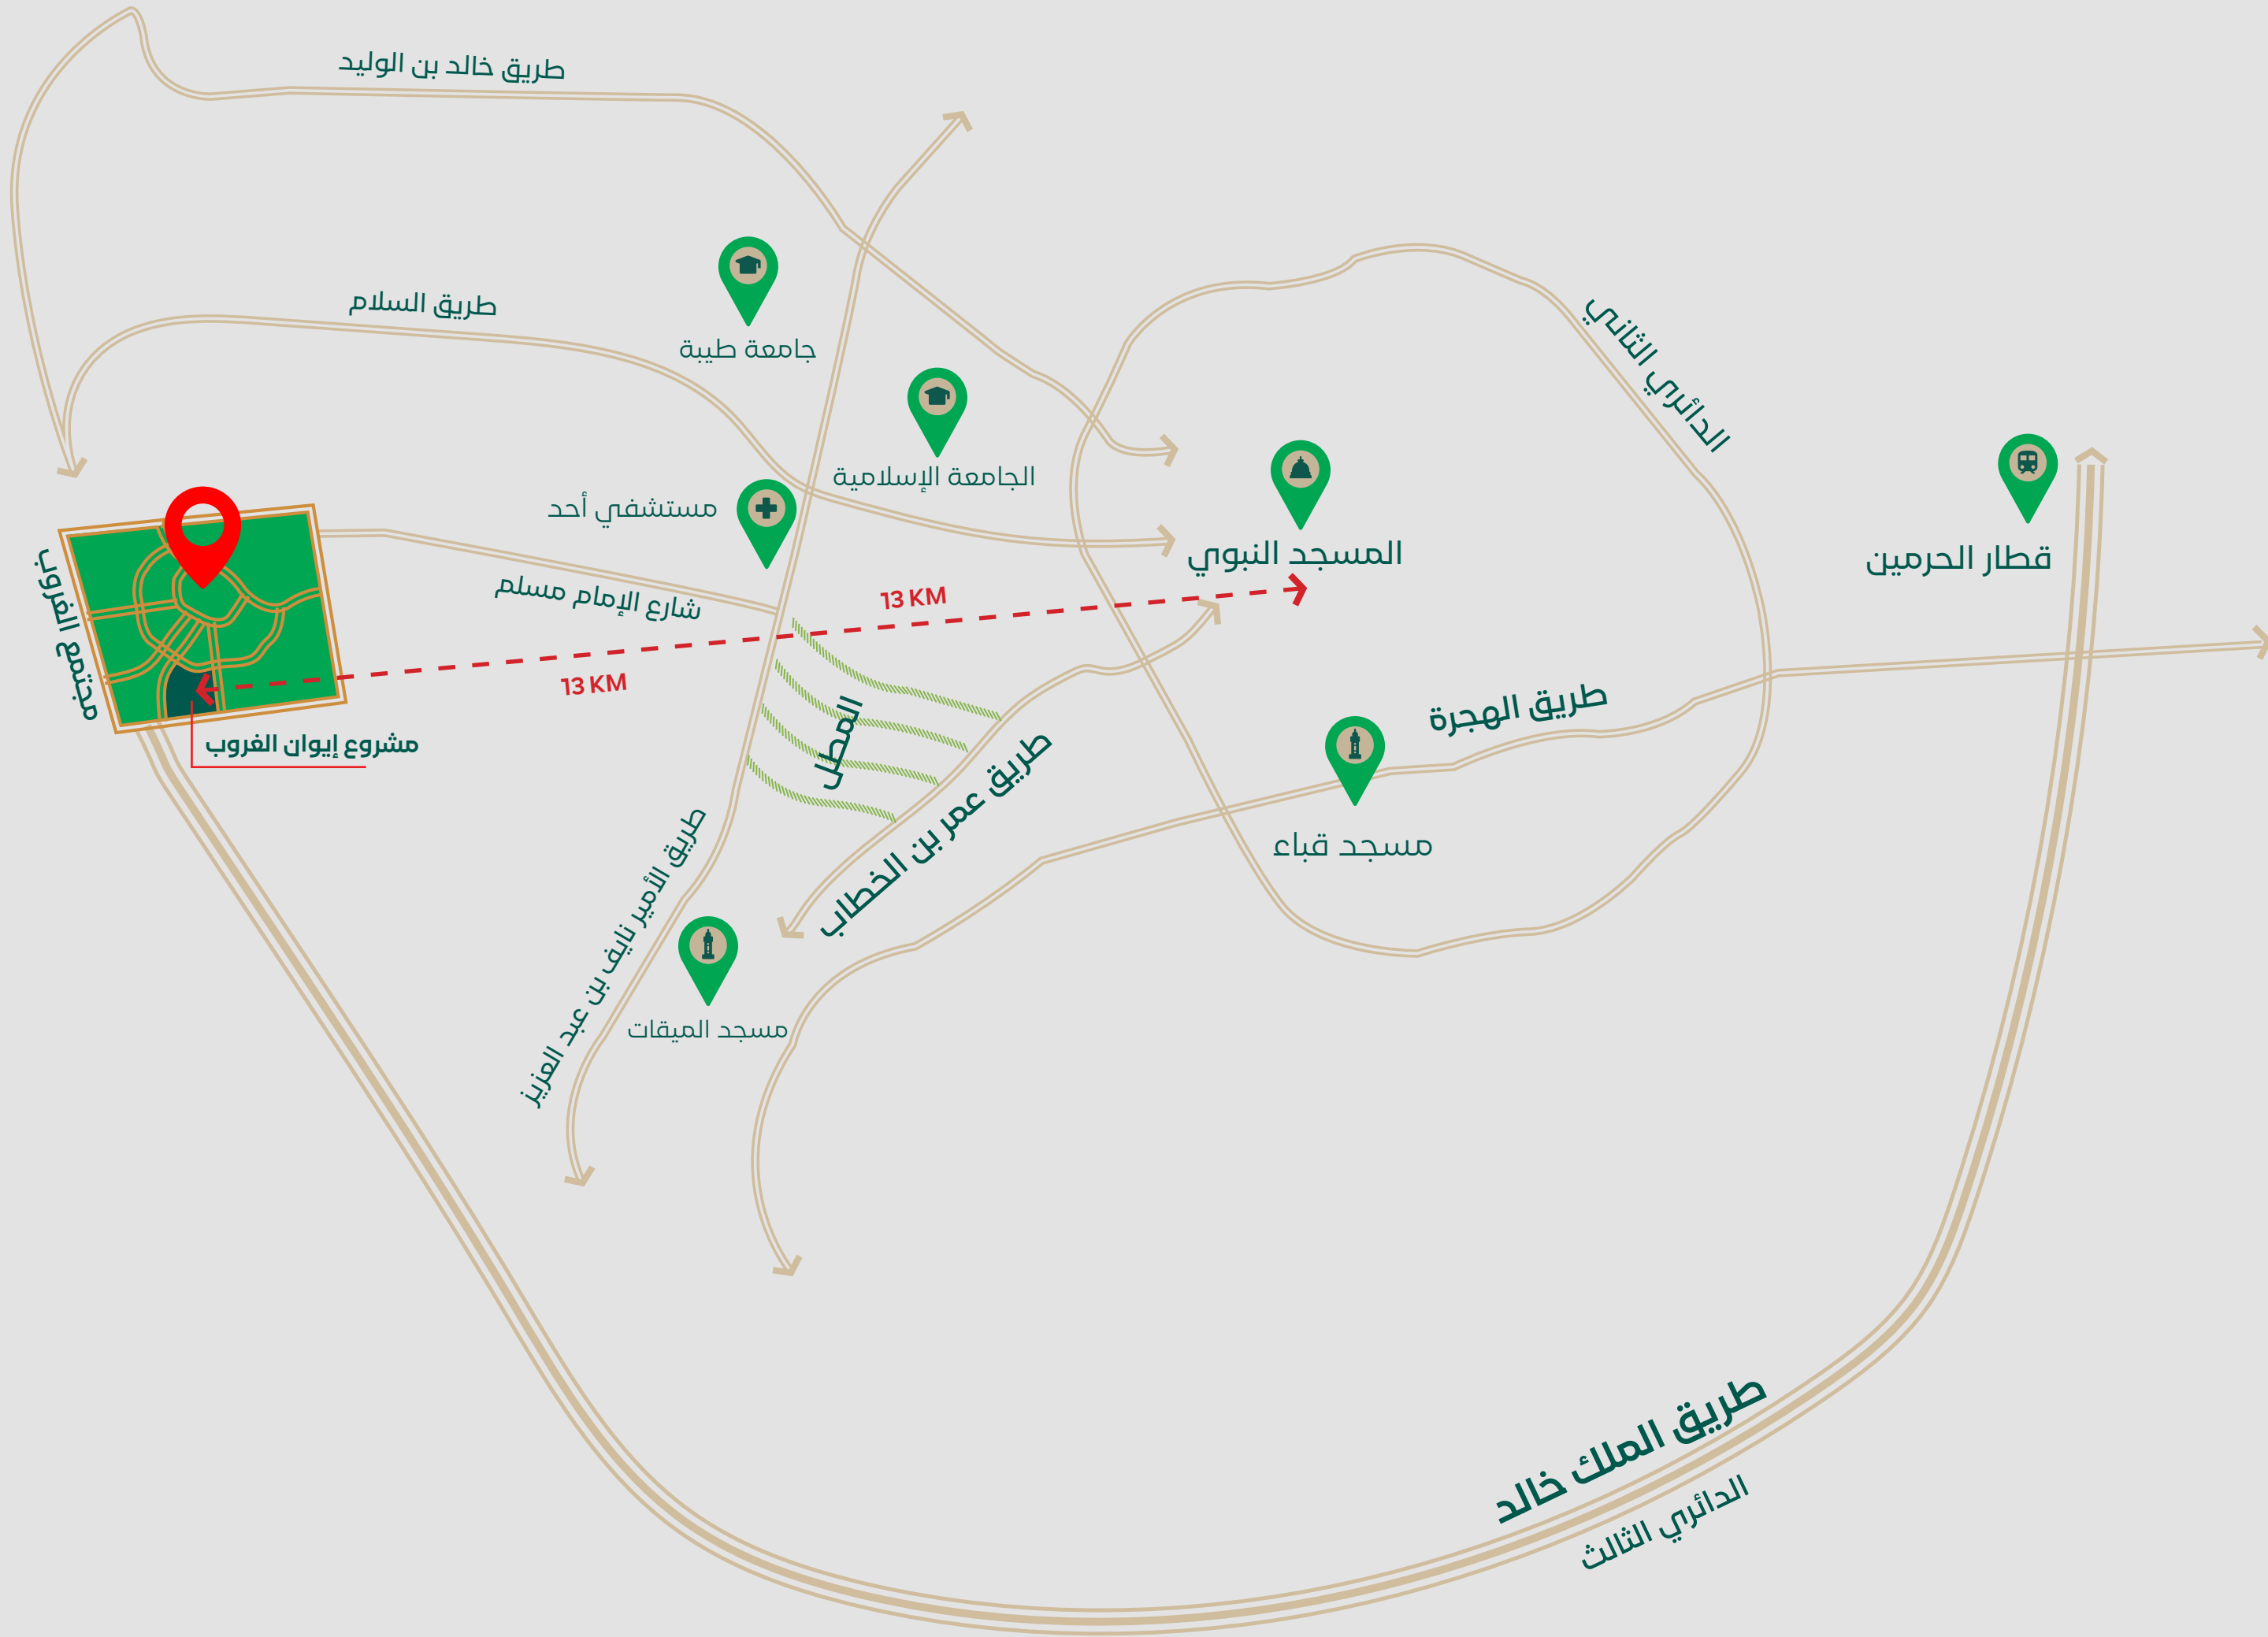 طريق خالد بن الوليد
طريق السلام
جامعة طيبة
الجامعة الإسلامية
مستشفي أحد
المسجد النبوي
الدائري الثاني
قطار الحرمين
شارع الإمام مسلم
13 KM
13 KM
مجتمع الغروب
مشروع إيوان الغروب
المطل
طريق الهجرة
طريق عمر بن الخطاب
مسجد قباء
طريق الأمير نايف بن عبد العزيز
مسجد الميقات
طريق الملك خالد
الدائري الثالث